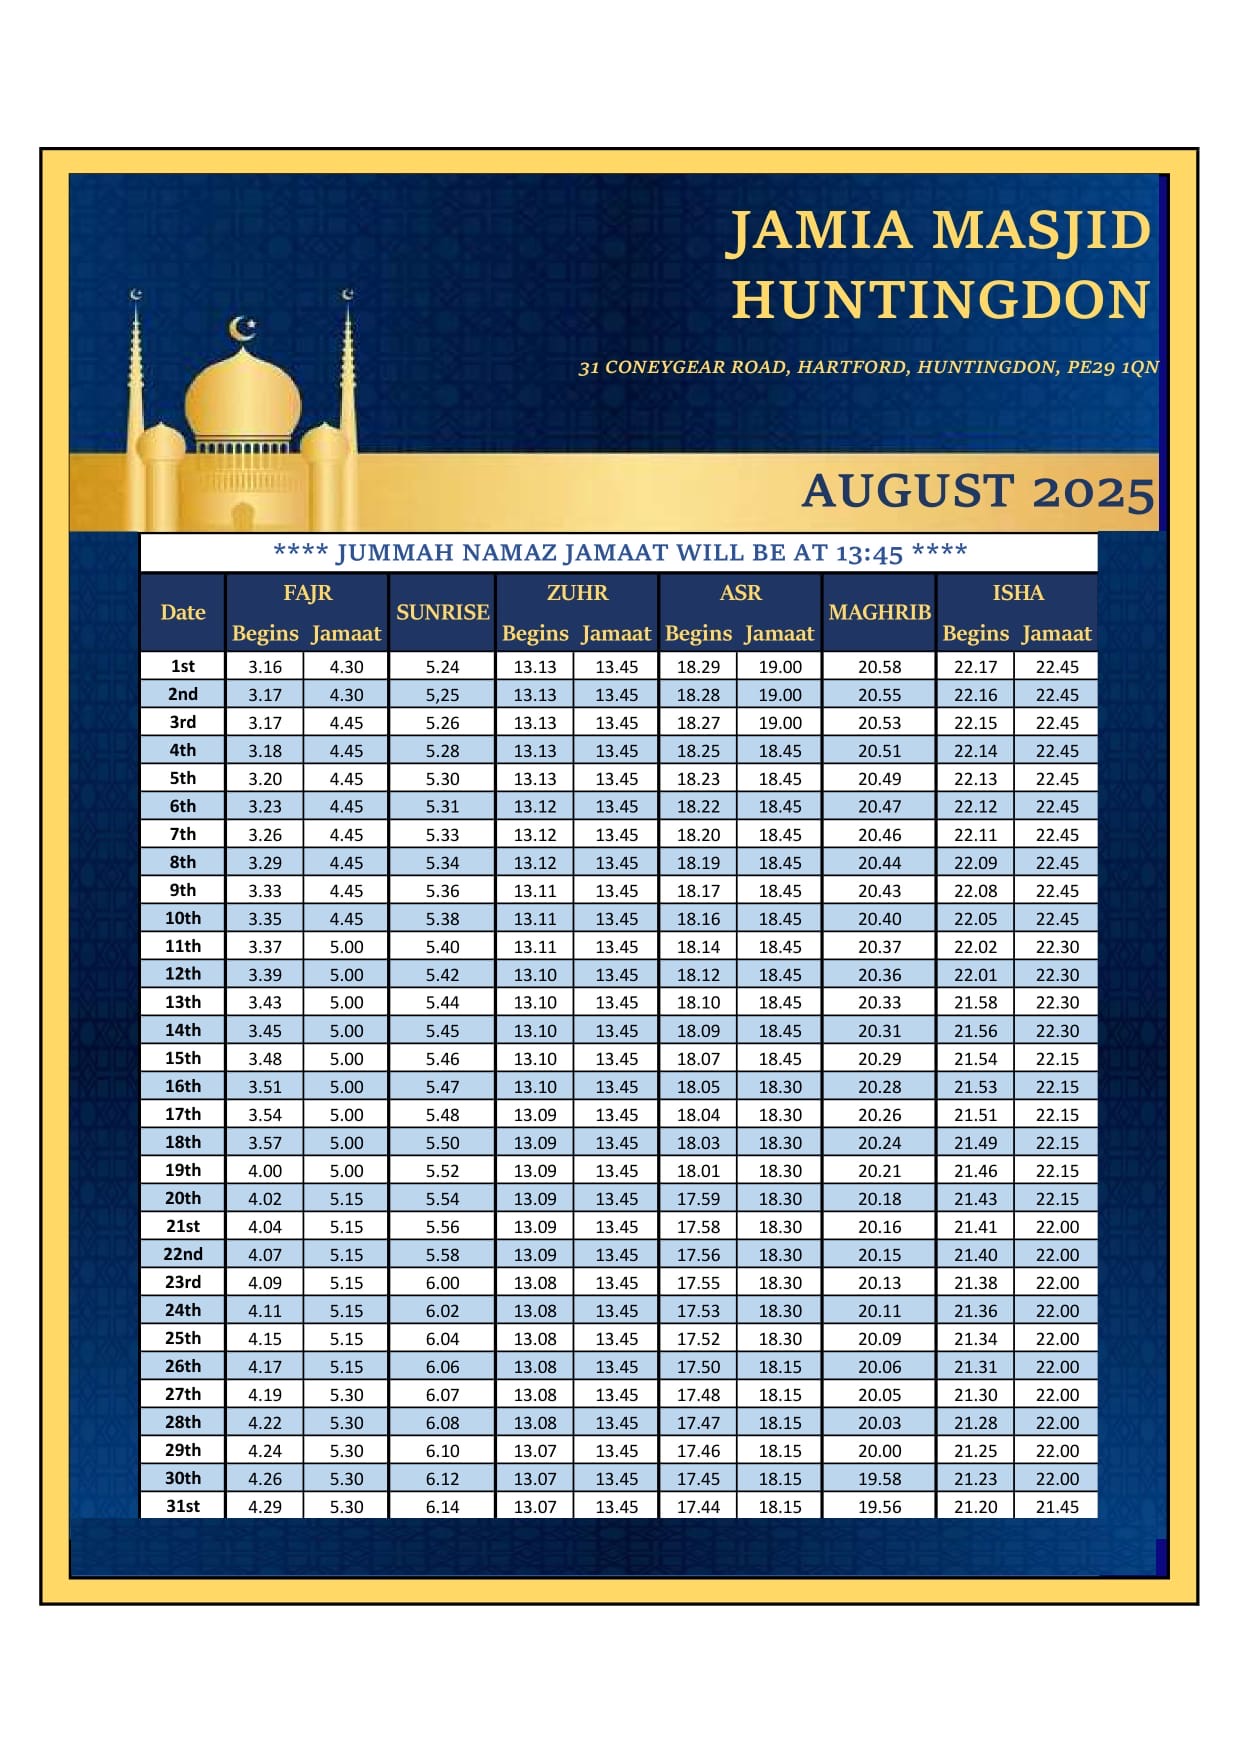 JAMIA MASJID
HUNTINGDON
31 CONEYGEAR ROAD, HARTFORD, HUNTINGDON, PE29 1QN
AUGUST 2025
**** JUMMAH NAMAZ JAMAAT WILL BE AT 13:45 ****
Date FAJR SUNRISE ZUHR ASR MAGHRIB ISHA
Begins Jamaat Begins Jamaat Begins Jamaat Begins Jamaat
1st 3.16 4.30 5.24 13.13 13.45 18.29 19.00 20.58 22.17 22.45
2nd 3.17 4.30 5,25 13.13 13.45 18.28 19.00 20.55 22.16 22.45
3rd 3.17 4.45 5.26 13.13 13.45 18.27 19.00 20.53 22.15 22.45
4th 3.18 4.45 5.28 13.13 13.45 18.25 18.45 20.51 22.14 22.45
5th 3.20 4.45 5.30 13.13 13.45 18.23 18.45 20.49 22.13 22.45
6th 3.23 4.45 5.31 13.12 13.45 18.22 18.45 20.47 22.12 22.45
7th 3.26 4.45 5.33 13.12 13.45 18.20 18.45 20.46 22.11 22.45
8th 3.29 4.45 5.34 13.12 13.45 18.19 18.45 20.44 22.09 22.45
9th 3.33 4.45 5.36 13.11 13.45 18.17 18.45 20.43 22.08 22.45
10th 3.35 4.45 5.38 13.11 13.45 18.16 18.45 20.40 22.05 22.45
11th 3.37 5.00 5.40 13.11 13.45 18.14 18.45 20.37 22.02 22.30
12th 3.39 5.00 5.42 13.10 13.45 18.12 18.45 20.36 22.01 22.30
13th 3.43 5.00 5.44 13.10 13.45 18.10 18.45 20.33 21.58 22.30
14th 3.45 5.00 5.45 13.10 13.45 18.09 18.45 20.31 21.56 22.30
15th 3.48 5.00 5.46 13.10 13.45 18.07 18.45 20.29 21.54 22.15
16th 3.51 5.00 5.47 13.10 13.45 18.05 18.30 20.28 21.53 22.15
17th 3.54 5.00 5.48 13.09 13.45 18.04 18.30 20.26 21.51 22.15
18th 3.57 5.00 5.50 13.09 13.45 18.03 18.30 20.24 21.49 22.15
19th 4.00 5.00 5.52 13.09 13.45 18.01 18.30 20.21 21.46 22.15
20th 4.02 5.15 5.54 13.09 13.45 17.59 18.30 20.18 21.43 22.15
21st 4.04 5.15 5.56 13.09 13.45 17.58 18.30 20.16 21.41 22.00
22nd 4.07 5.15 5.58 13.09 13.45 17.56 18.30 20.15 21.40 22.00
23rd 4.09 5.15 6.00 13.08 13.45 17.55 18.30 20.13 21.38 22.00
24th 4.11 5.15 6.02 13.08 13.45 17.53 18.30 20.11 21.36 22.00
25th 4.15 5.15 6.04 13.08 13.45 17.52 18.30 20.09 21.34 22.00
26th 4.17 5.15 6.06 13.08 13.45 17.50 18.15 20.06 21.31 22.00
27th 4.19 5.30 6.07 13.08 13.45 17.48 18.15 20.05 21.30 22.00
28th 4.22 5.30 6.08 13.08 13.45 17.47 18.15 20.03 21.28 22.00
29th 4.24 5.30 6.10 13.07 13.45 17.46 18.15 20.00 21.25 22.00
30th 4.26 5.30 6.12 13.07 13.45 17.45 18.15 19.58 21.23 22.00
31st 4.29 5.30 6.14 13.07 13.45 17.44 18.15 19.56 21.20 21.45